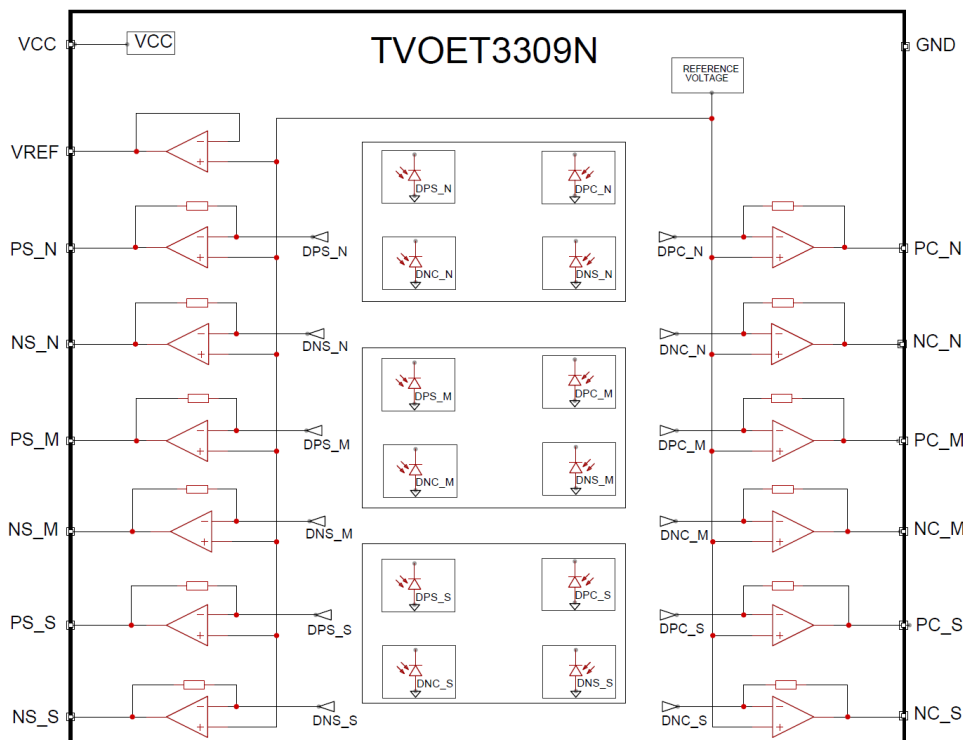 TVOET3309N
VCC
VCC
GND
REFERENCE
VOLTAGE
VREF
DPS_N
DPC_N
PS_N
DPS_N
DPC_N
PC_N
DNC_N
DNS_N
NS_N
DNS_N
DNC_N
NC_N
DPS_M
DPC_M
PS_M
DPS_M
DPC_M
PC_M
DNC_M
DNS_M
NS_M
DNS_M
DNC_M
NC_M
DPS_S
DPC_S
PS_S
DPS_S
DPC_S
PC_S
DNC_S
DNS_S
NS_S
DNS_S
DNC_S
NC_S